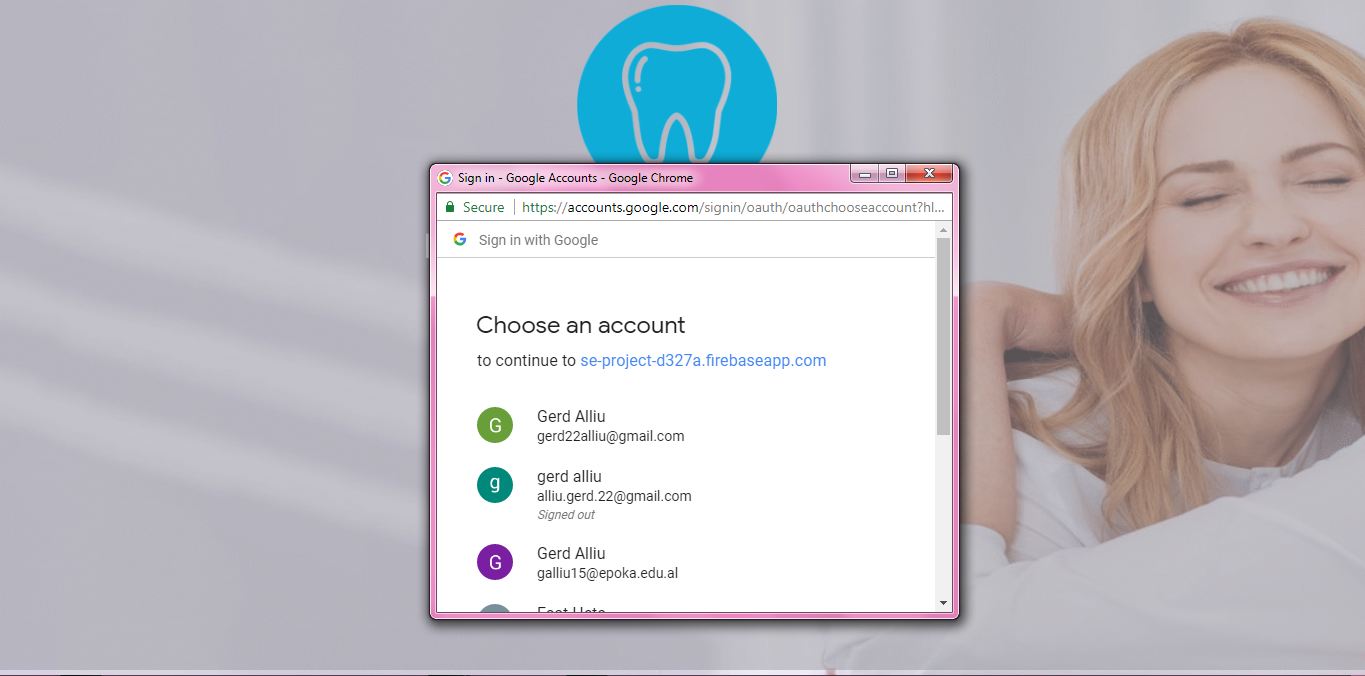 Sign in - Google Accounts - Google Chrome
Secure https://accounts.google.com/signin/oauth/oauthchooseaccount?hl...
Sign in with Google
Choose an account
to continue to se-project-d327a.firebaseapp.com
G Gerd Alliu
gerd22alliu@gmail.com
g gerd alliu
alliu.gerd.22@gmail.com
Signed out
G Gerd Alliu
galliu15@epoka.edu.al